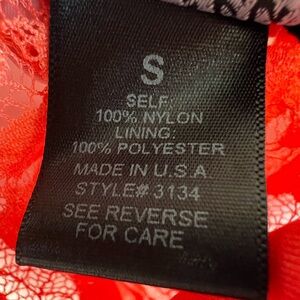 S
SELF:
100% NYLON
LINING:
100% POLYESTER
MADE IN U.S.A
STYLE# 3134
SEE REVERSE
FOR CARE